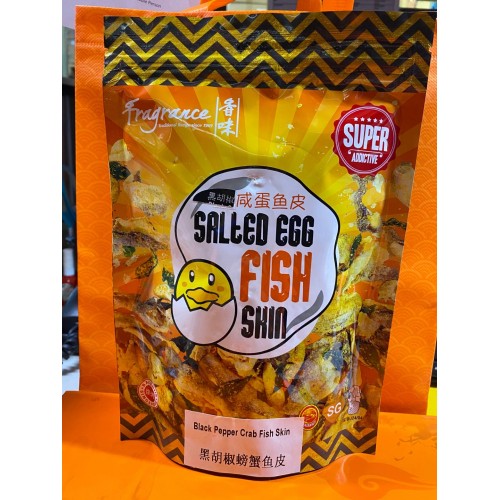 Fragrance 香味
SUPER
ADDICTIVE
黑胡椒
咸蛋鱼皮
SALTED EGG
FISH
SKIN
SG
Black Pepper Crab Fish Skin
黑胡椒螃蟹鱼皮